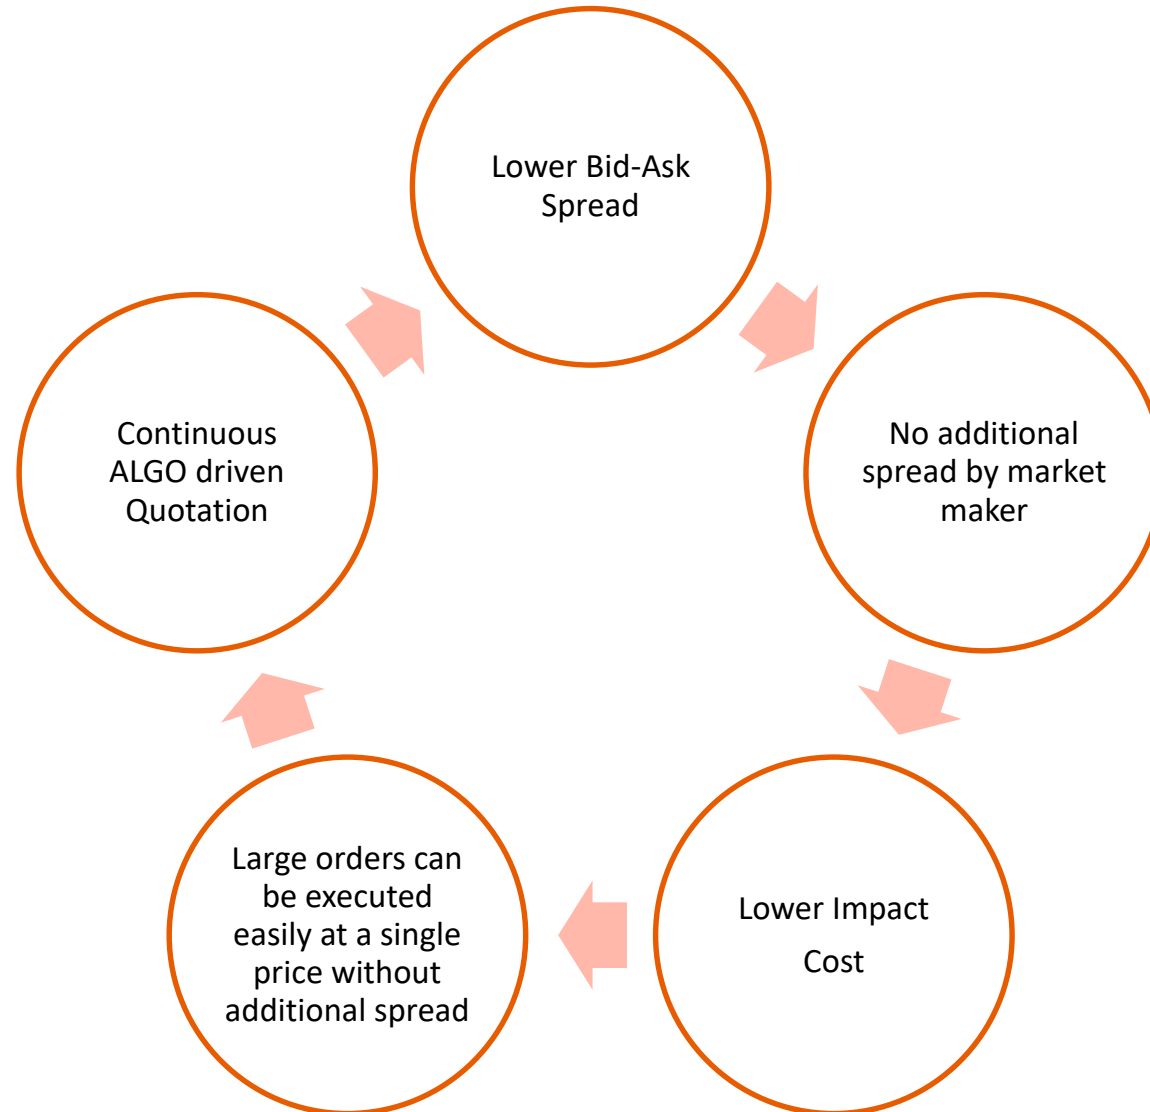 Lower Bid-Ask
Spread
No additional
spread by market
maker
Lower Impact
Cost
Large orders can
be executed
easily at a single
price without
additional spread
Continuous
ALGO driven
Quotation